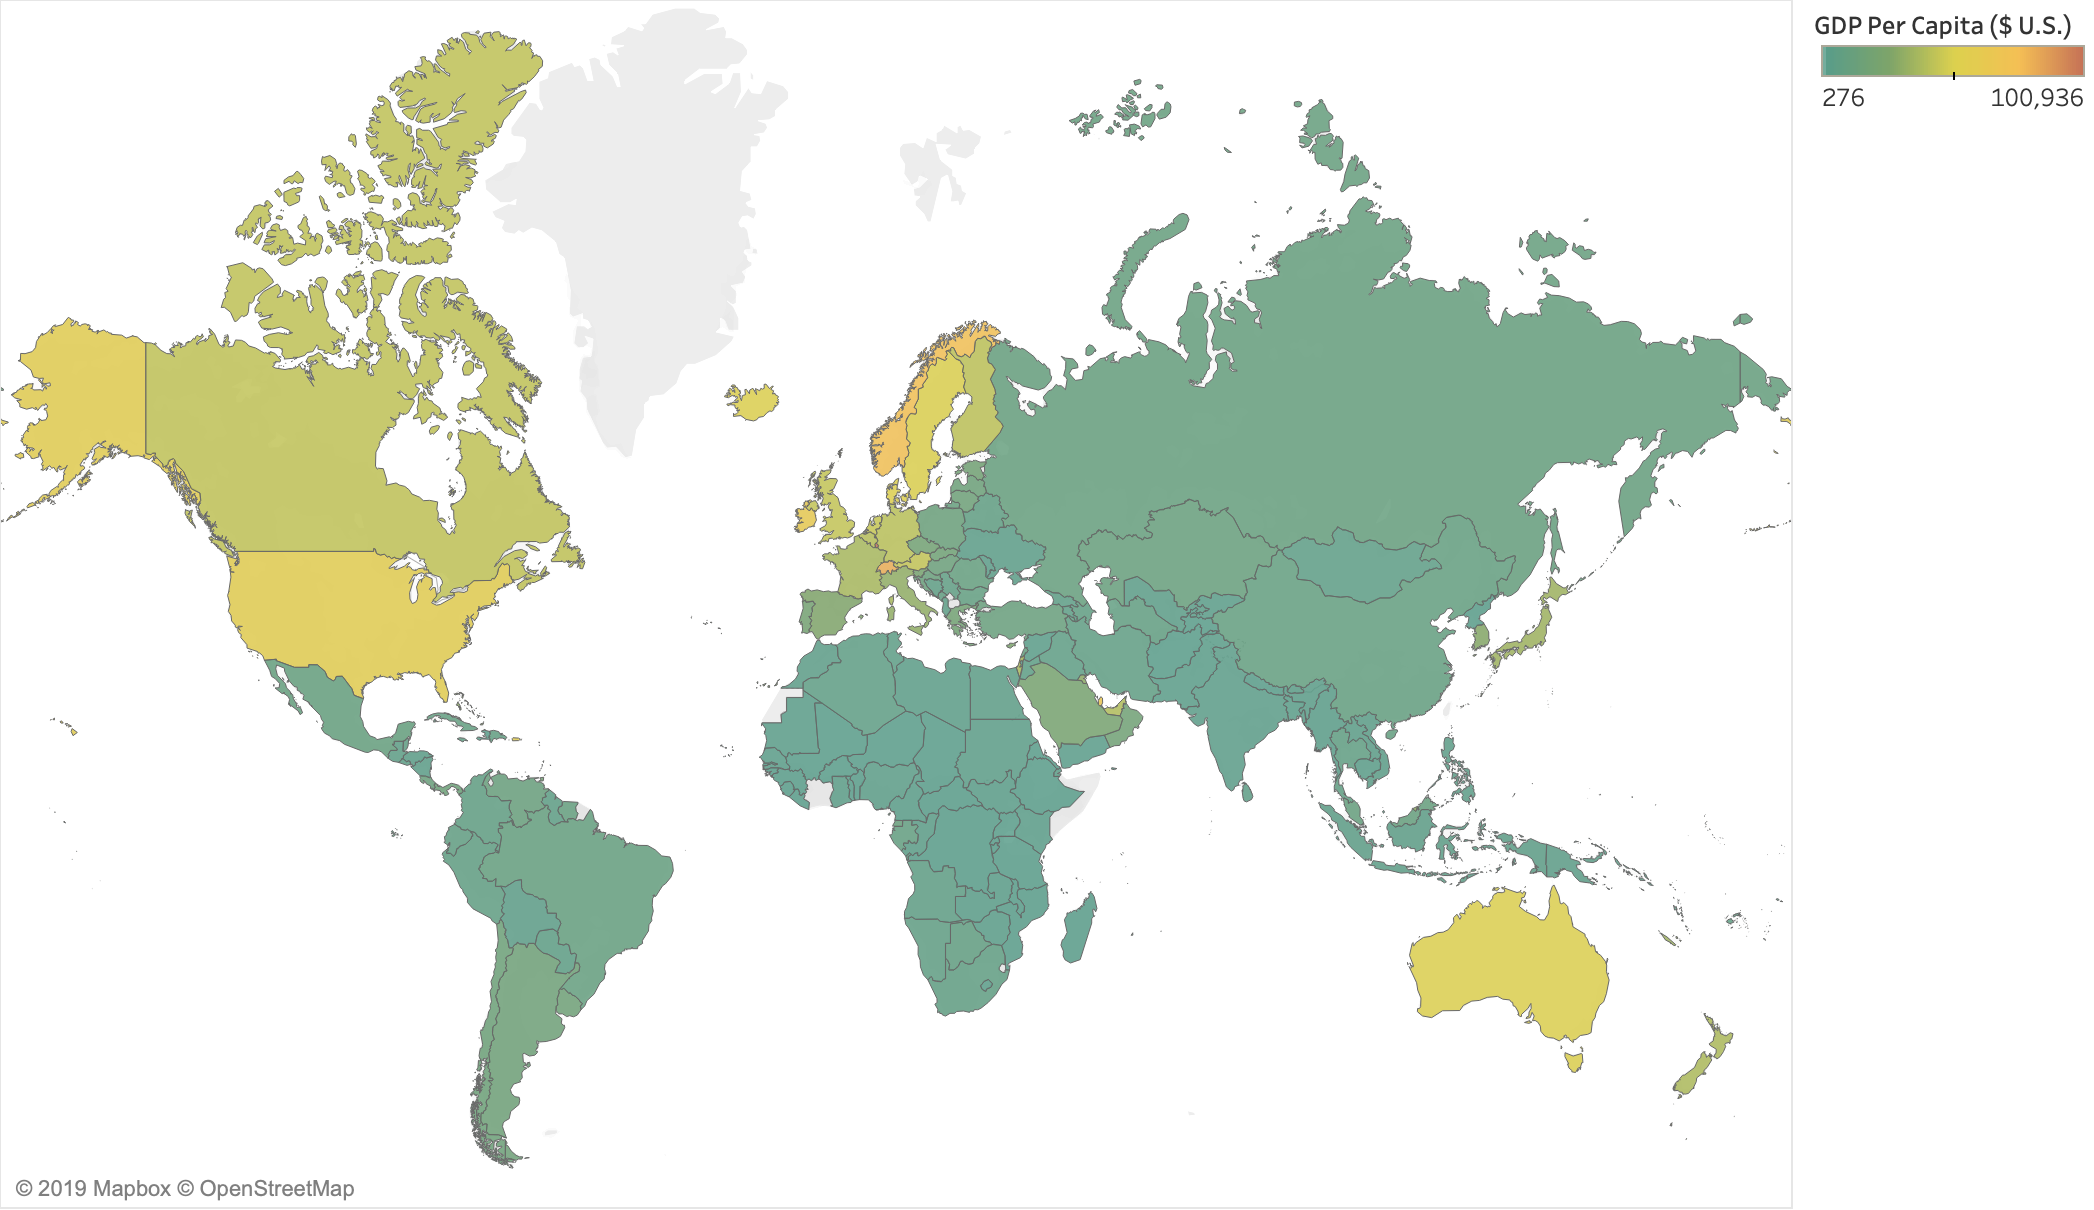 GDP Per Capita ($ U.S.)
276 100,936
© 2019 Mapbox © OpenStreetMap